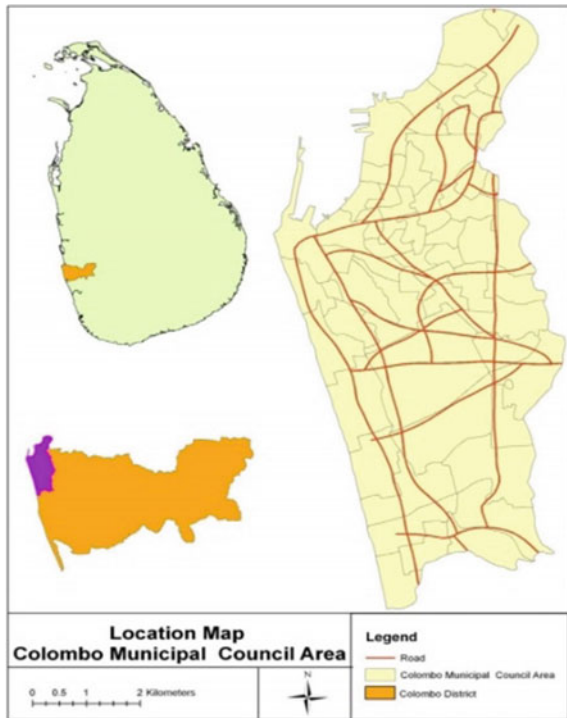 Location Map
Colombo Municipal Council Area
0 0.5 1 2 Kilometers
N
Legend
Road
Colombo Municipal Council Area
Colombo District